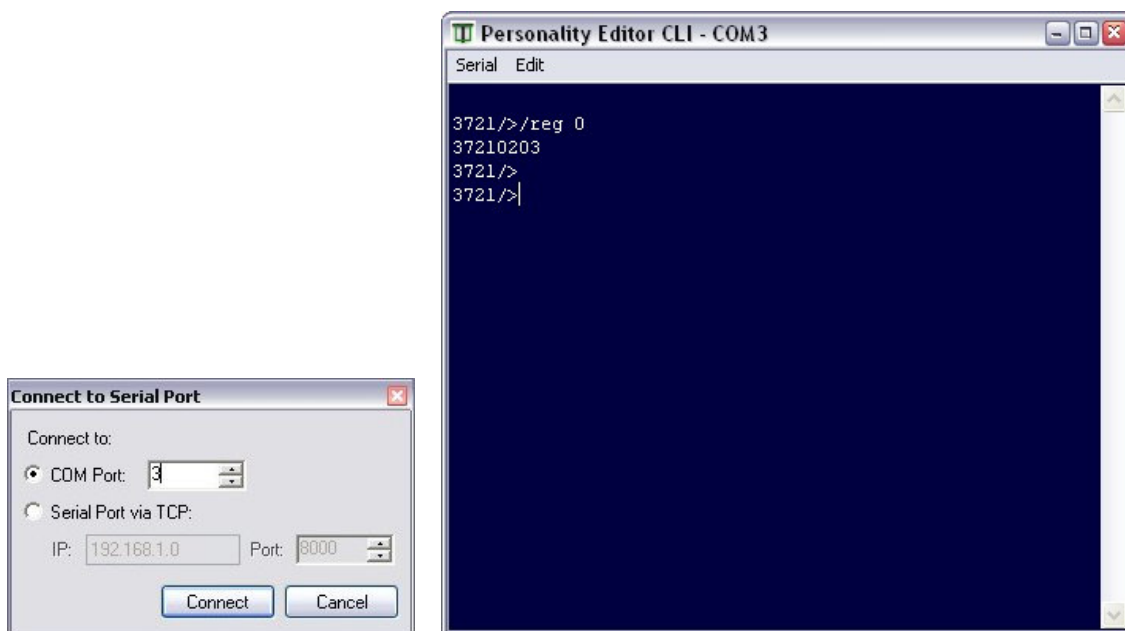 Personality Editor CLI - COM3
Serial Edit
3721/>/reg 0
37210203
3721/>
3721/>
Connect to Serial Port
Connect to:
COM Port: 3
Serial Port via TCP:
IP: 192.168.1.0 Port: 8000
Connect Cancel